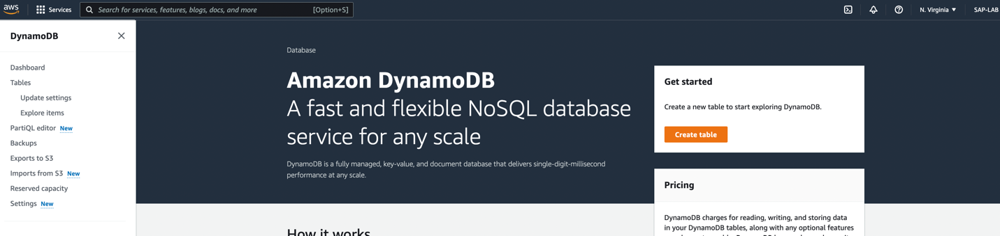 aws
Services
Search for services, features, blogs, docs, and more [Option+S]
N. Virginia ▼
SAP-LAB
DynamoDB
Dashboard
Tables
Update settings
Explore items
PartiQL editor New
Backups
Exports to S3
Imports from S3 New
Reserved capacity
Settings New
Database
Amazon DynamoDB
A fast and flexible NoSQL database
service for any scale
DynamoDB is a fully managed, key-value, and document database that delivers single-digit-millisecond
performance at any scale.
How it works
Get started
Create a new table to start exploring DynamoDB.
Create table
Pricing
DynamoDB charges for reading, writing, and storing data
in your DynamoDB tables, along with any optional features